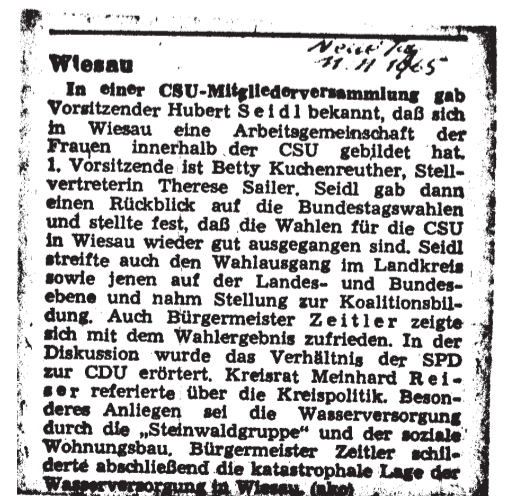 Neue Tag
11. 11 1965
Wiesau
In einer CSU-Mitgliederversammlung gab
Vorsitzender Hubert Seidl bekannt, daß sich
in Wiesau eine Arbeitsgemeinschaft der
Frauen innerhalb der CSU gebildet hat.
1. Vorsitzende ist Betty Kuchenreuther, Stell-
vertreterin Therese Sailer. Seidl gab dann
einen Rückblick auf die Bundestagswahlen
und stellte fest, daß die Wahlen für die CSU
in Wiesau wieder gut ausgegangen sind. Seidl
streifte auch den Wahlausgang im Landkreis
sowie jenen auf der Landes- und Bundes-
ebene und nahm Stellung zur Koalitionsbil-
dung. Auch Bürgermeister Zeitler zeigte
sich mit dem Wahlergebnis zufrieden. In der
Diskussion wurde das Verhältnis der SPD
zur CDU erörtert. Kreisrat Meinhard Rei-
ser referierte über die Kreispolitik. Beson-
deres Anliegen sei die Wasserversorgung
durch die „Steinwaldgruppe" und der soziale
Wohnungsbau. Bürgermeister Zeitler schil-
derte abschließend die katastrophale Lage der
Wasserversorgung in Wiesau. (ako)